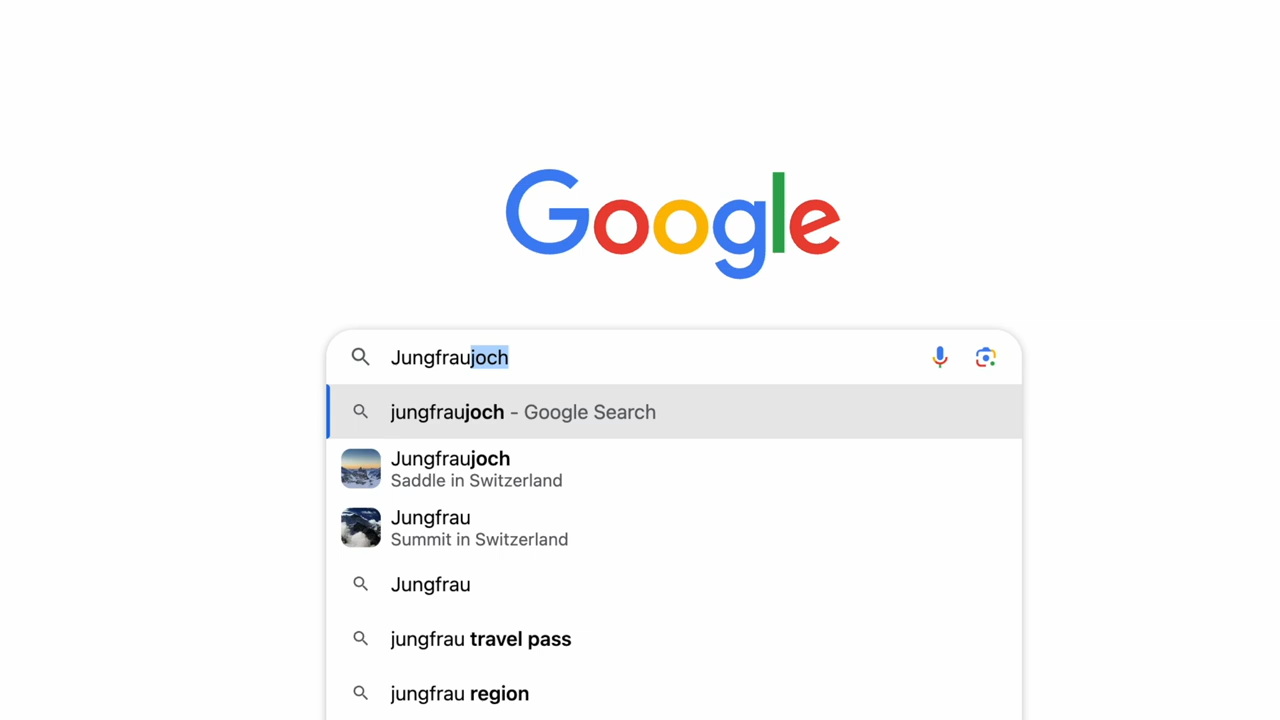 Google
Jungfraujoch
jungfraujoch - Google Search
Jungfraujoch
Saddle in Switzerland
Jungfrau
Summit in Switzerland
Jungfrau
jungfrau travel pass
jungfrau region